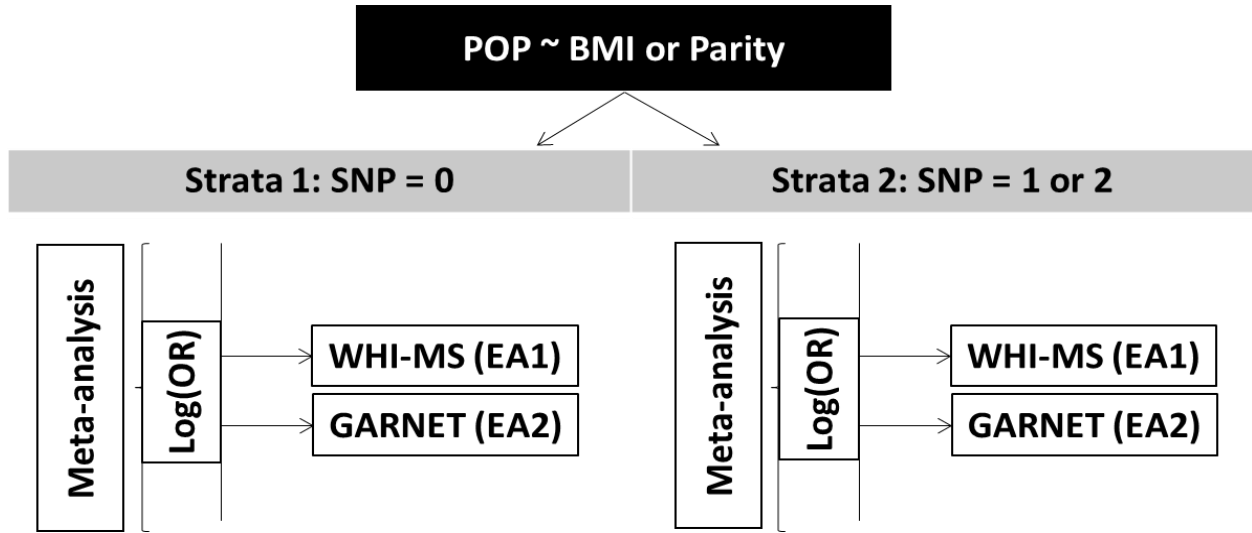 POP ~ BMI or Parity
Strata 1: SNP = 0
Strata 2: SNP = 1 or 2
Meta-analysis
Log(OR)
WHI-MS (EA1)
GARNET (EA2)
Meta-analysis
Log(OR)
WHI-MS (EA1)
GARNET (EA2)